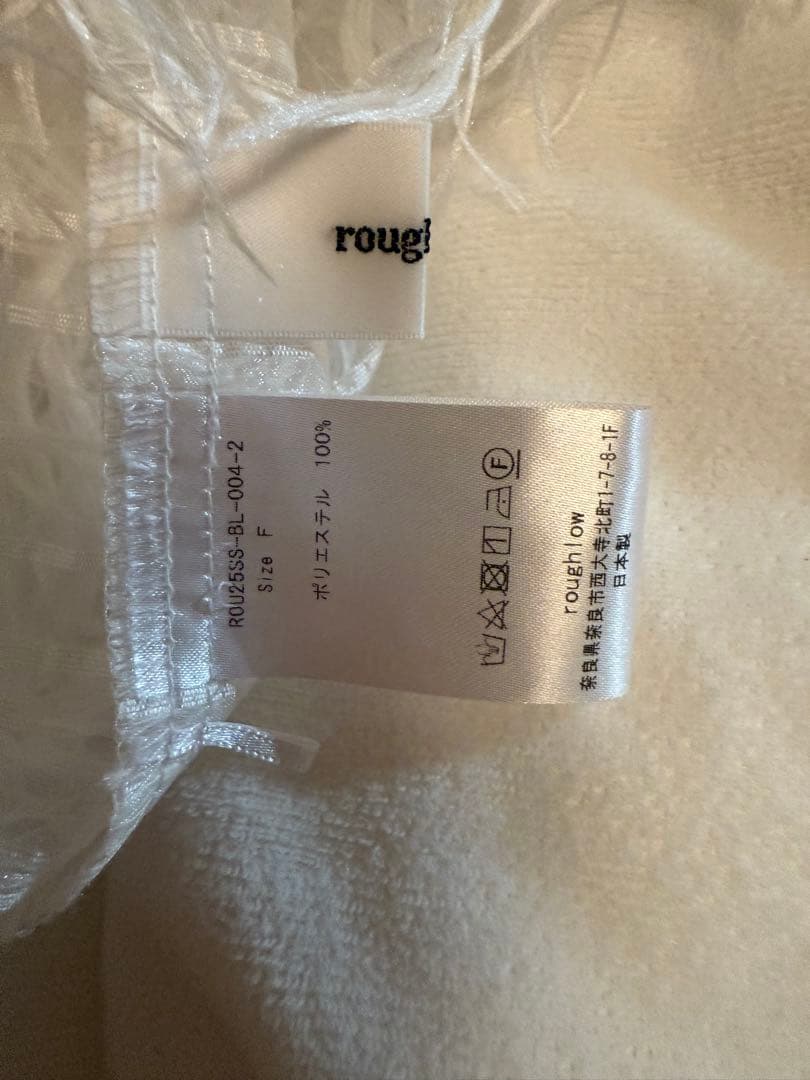 rough
ROU25SS-BL-004-2
Size F
ポリエステル 100%
F
roughlow
奈良県奈良市西大寺北町1-7-8-1F
日本製